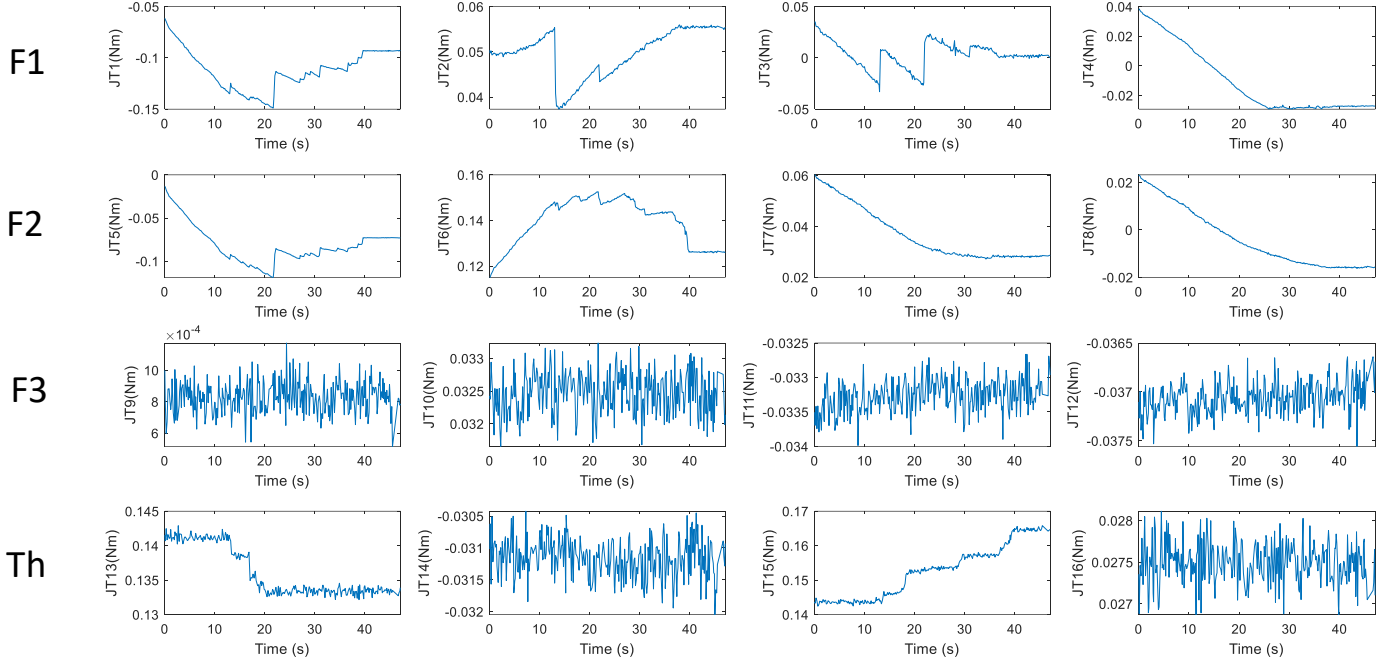 F1
JT1(Nm)
-0.05
-0.1
-0.15
0 10 20 30 40
Time (s)
JT2(Nm)
0.06
0.05
0.04
0 10 20 30 40
Time (s)
JT3(Nm)
0.05
0
-0.05
0 10 20 30 40
Time (s)
JT4(Nm)
0.04
0.02
0
-0.02
0 10 20 30 40
Time (s)
F2
JT5(Nm)
0
-0.05
-0.1
0 10 20 30 40
Time (s)
JT6(Nm)
0.16
0.14
0.12
0 10 20 30 40
Time (s)
JT7(Nm)
0.06
0.04
0.02
0 10 20 30 40
Time (s)
JT8(Nm)
0.02
0
-0.02
0 10 20 30 40
Time (s)
F3
×10-4
JT9(Nm)
10
8
6
0 10 20 30 40
Time (s)
JT10(Nm)
0.033
0.0325
0.032
0 10 20 30 40
Time (s)
JT11(Nm)
-0.0325
-0.033
-0.0335
-0.034
0 10 20 30 40
Time (s)
JT12(Nm)
-0.0365
-0.037
-0.0375
0 10 20 30 40
Time (s)
Th
JT13(Nm)
0.145
0.14
0.135
0.13
0 10 20 30 40
Time (s)
JT14(Nm)
-0.0305
-0.031
-0.0315
-0.032
0 10 20 30 40
Time (s)
JT15(Nm)
0.17
0.16
0.15
0.14
0 10 20 30 40
Time (s)
JT16(Nm)
0.028
0.0275
0.027
0 10 20 30 40
Time (s)